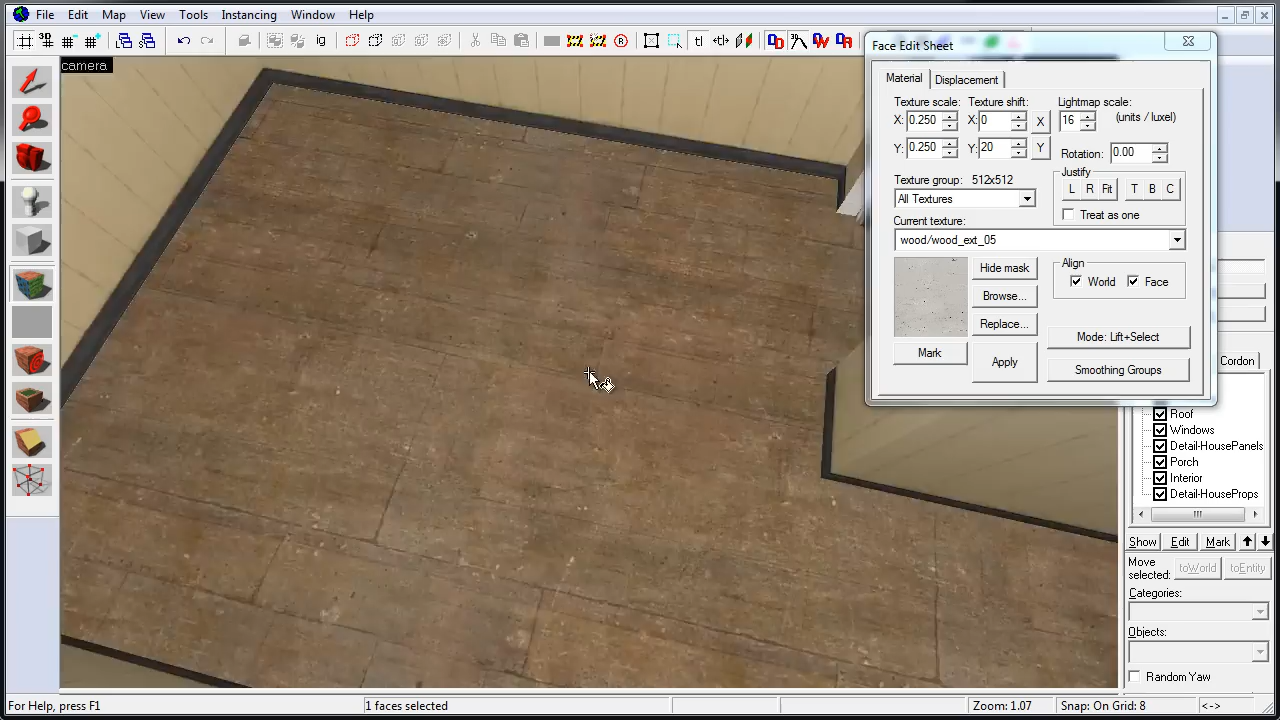 File Edit Map View Tools Instancing Window Help
3D
ig
tl
camera
Face Edit Sheet
Material Displacement
Texture scale: Texture shift: Lightmap scale:
X: 0.250 X: 0 X 16 (units / luxel)
Y: 0.250 Y: 20 Y Rotation: 0.00
Texture group: 512x512 Justify
All Textures L R Fit T B C
Treat as one
Current texture:
wood/wood_ext_05
Hide mask Align
World Face
Browse...
Replace... Mode: Lift+Select
Mark Apply Smoothing Groups
Cordon
Roof
Windows
Detail-HousePanels
Porch
Interior
Detail-HouseProps
Show Edit Mark
Move selected: toWorld toEntity
Categories:
Objects:
Random Yaw
For Help, press F1 1 faces selected Zoom: 1.07 Snap: On Grid: 8 <->